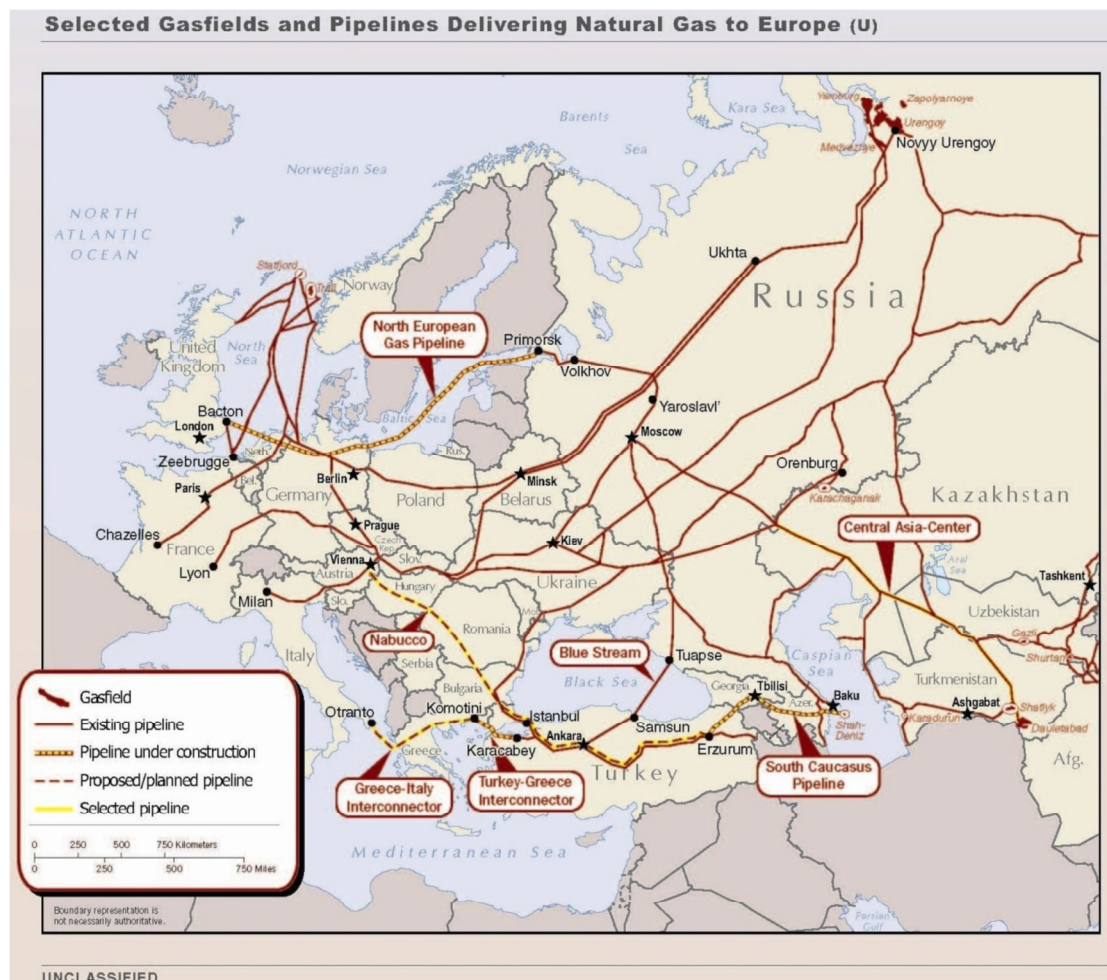 Selected Gasfields and Pipelines Delivering Natural Gas to Europe (U)
Kara Sea
Yamburg
Zapolyarnoye
Urengoy
Medvezhye
Novyy Urengoy
Barents
Sea
Norwegian Sea
NORTH
ATLANTIC
OCEAN
Ukhta
Statfjord
Troll
Norway
Russia
North European
Gas Pipeline
Primorsk
Volkhov
United
Kingdom
North
Sea
Yaroslavl'
Bacton
London
Baltic Sea
Moscow
Zeebrugge
Neth.
Bel.
Rus.
Orenburg
Karachaganak
Paris
Berlin
Minsk
Germany
Poland
Belarus
Kazakhstan
Chazelles
Prague
Czech
Rep.
Kiev
Central Asia-Center
France
Lyon
Vienna
Slov.
Austria
Hungary
Ukraine
Aral
Sea
Tashkent
Milan
Slo.
Mol.
Uzbekistan
Nabucco
Romania
Gazli
Shurtan
Italy
Serbia
Blue Stream
Tuapse
Caspian
Sea
Black Sea
Turkmenistan
Bulgaria
Georgia
Tbilisi
Azer.
Baku
Ashgabat
Shatlyk
Otranto
Komotini
Istanbul
Samsun
Shah-
Deniz
Dauletabad
Greece
Karacabey
Ankara
Erzurum
Afg.
Turkey
Greece-Italy
Interconnector
Turkey-Greece
Interconnector
South Caucasus
Pipeline
Mediterranean Sea
Persian
Gulf
Gasfield
Existing pipeline
Pipeline under construction
Proposed/planned pipeline
Selected pipeline
0 250 500 750 Kilometers
0 250 500 750 Miles
Boundary representation is
not necessarily authoritative.
UNCLASSIFIED